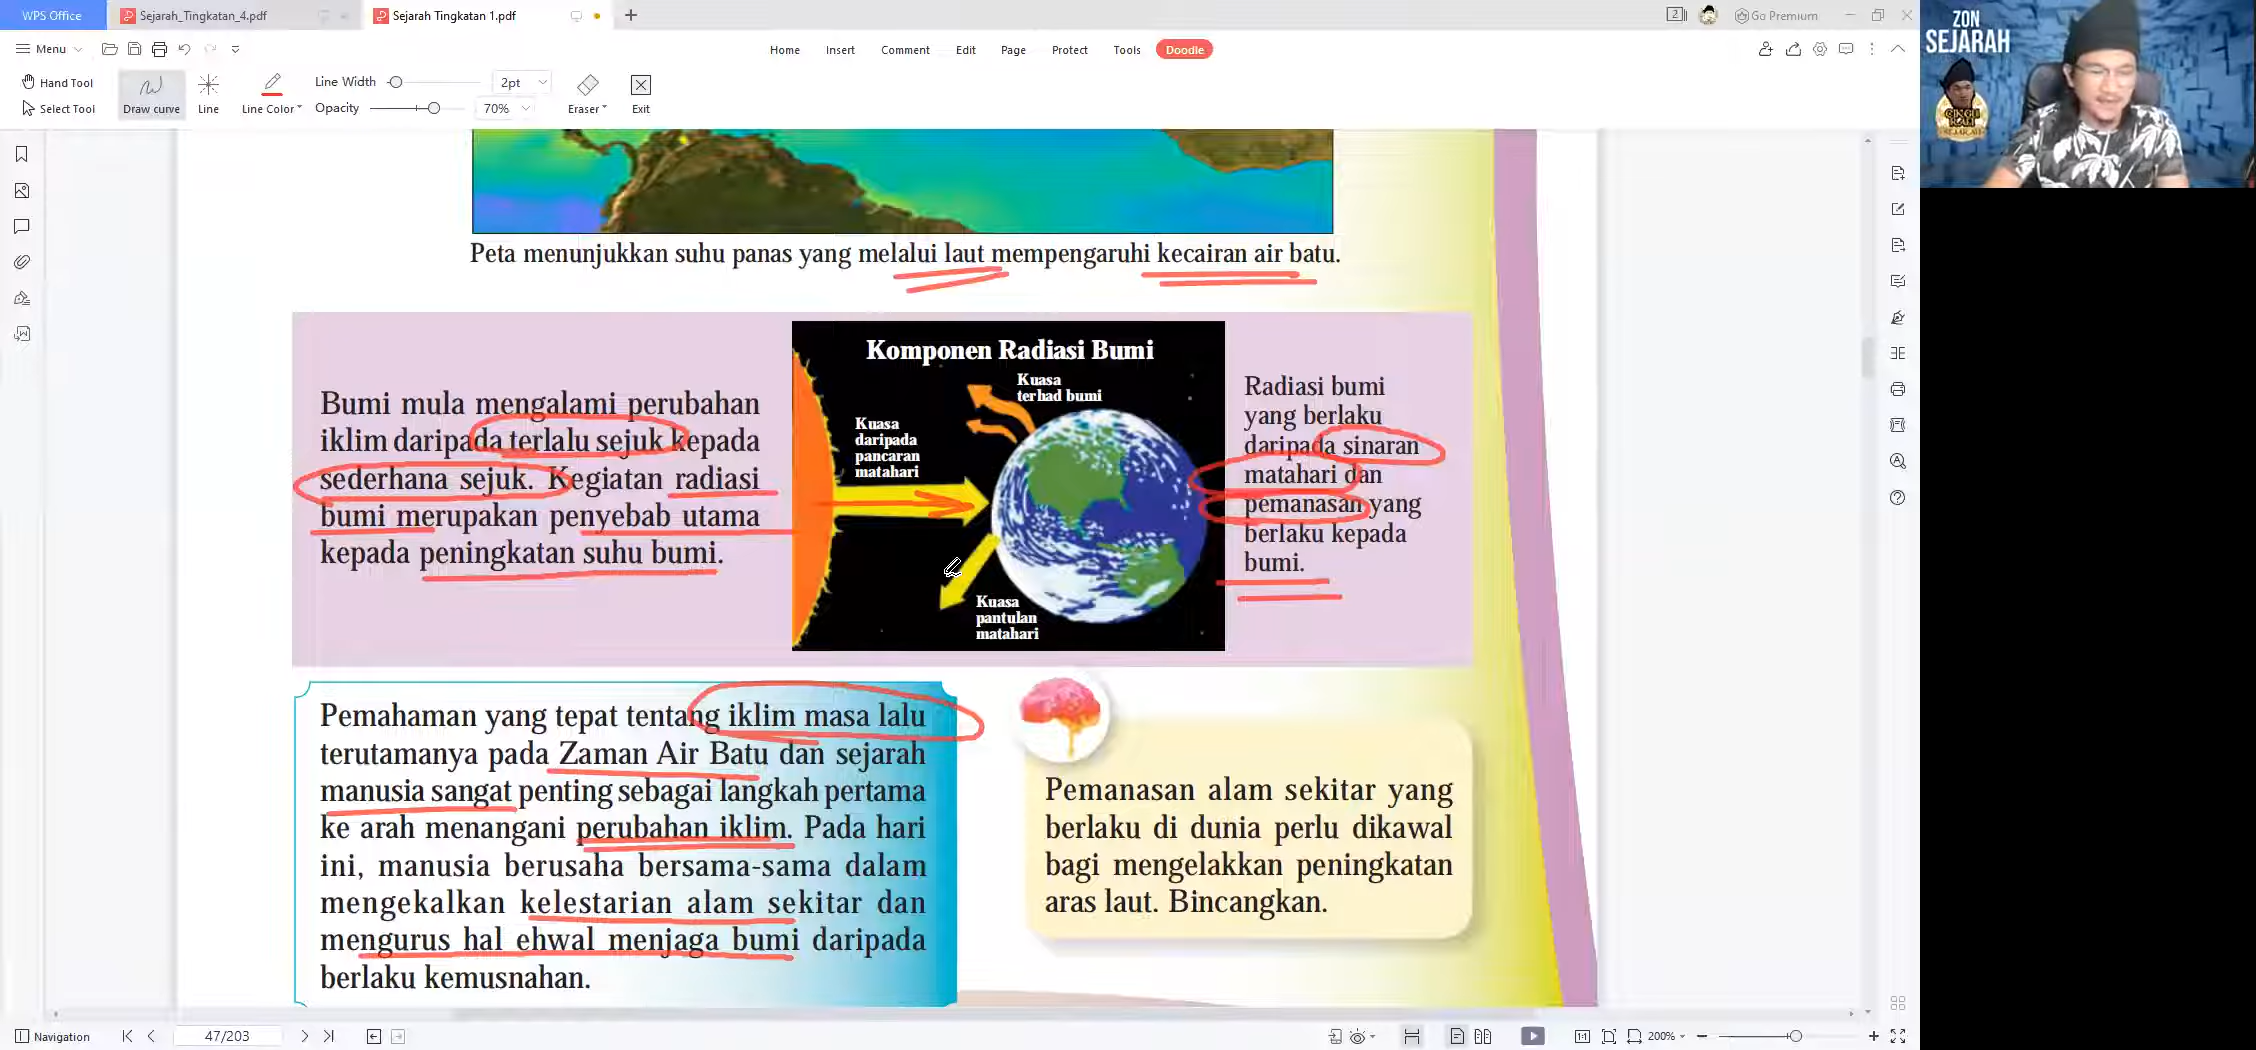 WPS Office
Sejarah_Tingkatan_4.pdf
Sejarah Tingkatan 1.pdf
2
Go Premium
Menu
Home
Insert
Comment
Edit
Page
Protect
Tools
Doodle
Hand Tool
Select Tool
Draw curve
Line
Line Color
Line Width
2pt
Opacity
70%
Eraser
Exit
ZON
SEJARAH
Peta menunjukkan suhu panas yang melalui laut mempengaruhi kecairan air batu.
Bumi mula mengalami perubahan
iklim daripada terlalu sejuk kepada
sederhana sejuk. Kegiatan radiasi
bumi merupakan penyebab utama
kepada peningkatan suhu bumi.
Komponen Radiasi Bumi
Kuasa
terhad bumi
Kuasa
daripada
pancaran
matahari
Kuasa
pantulan
matahari
Radiasi bumi
yang berlaku
daripada sinaran
matahari dan
pemanasan yang
berlaku kepada
bumi.
Pemahaman yang tepat tentang iklim masa lalu
terutamanya pada Zaman Air Batu dan sejarah
manusia sangat penting sebagai langkah pertama
ke arah menangani perubahan iklim. Pada hari
ini, manusia berusaha bersama-sama dalam
mengekalkan kelestarian alam sekitar dan
mengurus hal ehwal menjaga bumi daripada
berlaku kemusnahan.
Pemanasan alam sekitar yang
berlaku di dunia perlu dikawal
bagi mengelakkan peningkatan
aras laut. Bincangkan.
Navigation
47/203
200%